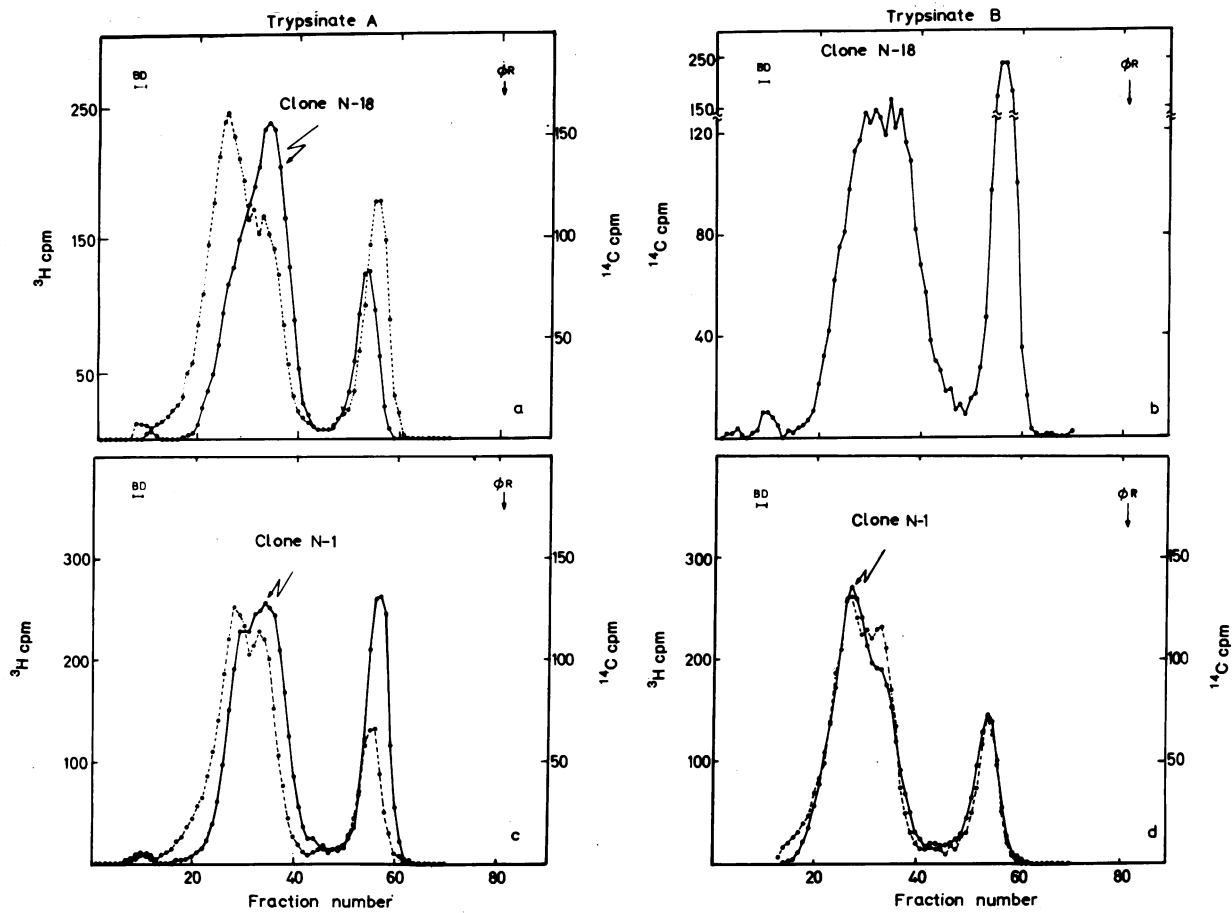 Trypsinate A
Trypsinate B
BD
ϕR
Clone N-18
250
150
50
³H cpm
150
100
50
¹⁴C cpm
a
20
40
60
Clone N-18
BD
ϕR
250
150
120
80
40
¹⁴C cpm
b
BD
ϕR
Clone N-1
300
200
100
³H cpm
150
100
50
¹⁴C cpm
c
20
40
60
Fraction number
BD
ϕR
Clone N-1
300
200
100
³H cpm
150
100
50
¹⁴C cpm
d
20
40
60
Fraction number